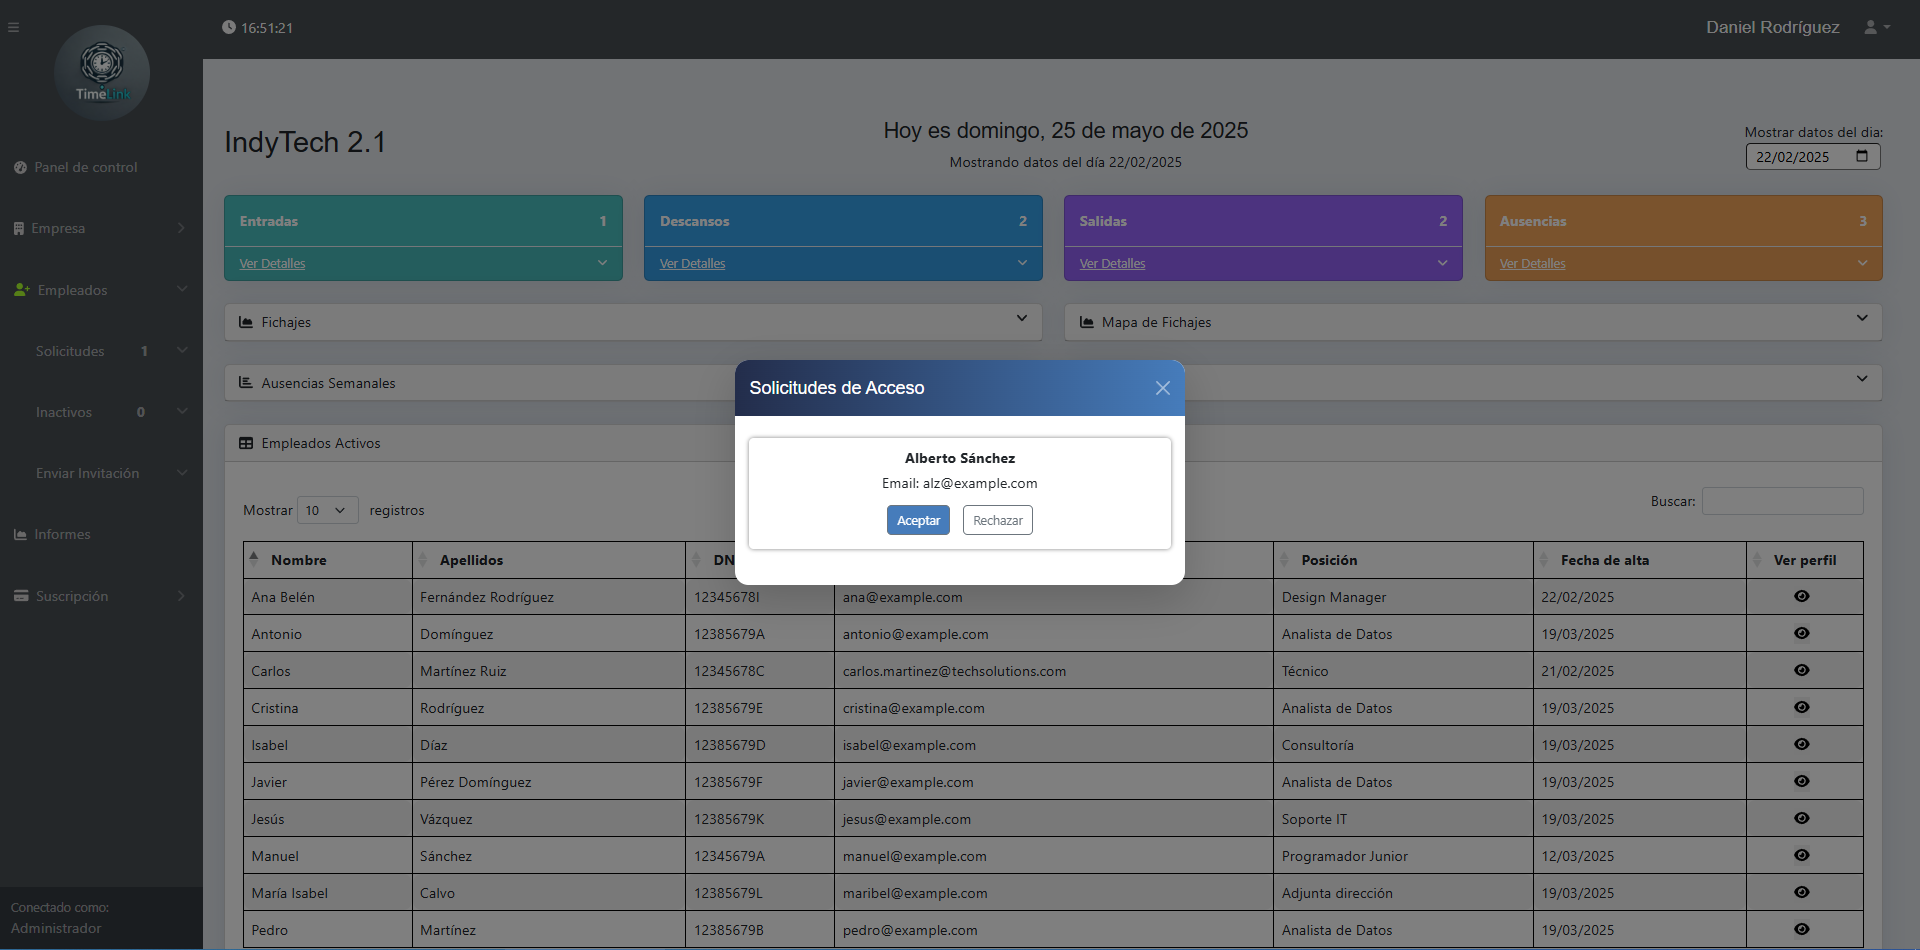 16:51:21
Daniel Rodríguez
TimeLink
Panel de control
Empresa
Empleados
Solicitudes 1
Inactivos 0
Enviar Invitación
Informes
Suscripción
Conectado como:
Administrador
IndyTech 2.1
Hoy es domingo, 25 de mayo de 2025
Mostrando datos del día 22/02/2025
Mostrar datos del dia:
22/02/2025
Entradas 1
Ver Detalles
Descansos 2
Ver Detalles
Salidas 2
Ver Detalles
Ausencias 3
Ver Detalles
Fichajes
Mapa de Fichajes
Ausencias Semanales
Solicitudes de Acceso
Alberto Sánchez
Email: alz@example.com
Aceptar Rechazar
Empleados Activos
Mostrar 10 registros
Buscar:
Nombre Apellidos DN Posición Fecha de alta Ver perfil
Ana Belén Fernández Rodríguez 12345678I ana@example.com Design Manager 22/02/2025
Antonio Domínguez 12385679A antonio@example.com Analista de Datos 19/03/2025
Carlos Martínez Ruiz 12345678C carlos.martinez@techsolutions.com Técnico 21/02/2025
Cristina Rodríguez 12385679E cristina@example.com Analista de Datos 19/03/2025
Isabel Díaz 12385679D isabel@example.com Consultoría 19/03/2025
Javier Pérez Domínguez 12385679F javier@example.com Analista de Datos 19/03/2025
Jesús Vázquez 12385679K jesus@example.com Soporte IT 19/03/2025
Manuel Sánchez 12345679A manuel@example.com Programador Junior 12/03/2025
María Isabel Calvo 12385679L maribel@example.com Adjunta dirección 19/03/2025
Pedro Martínez 12385679B pedro@example.com Analista de Datos 19/03/2025